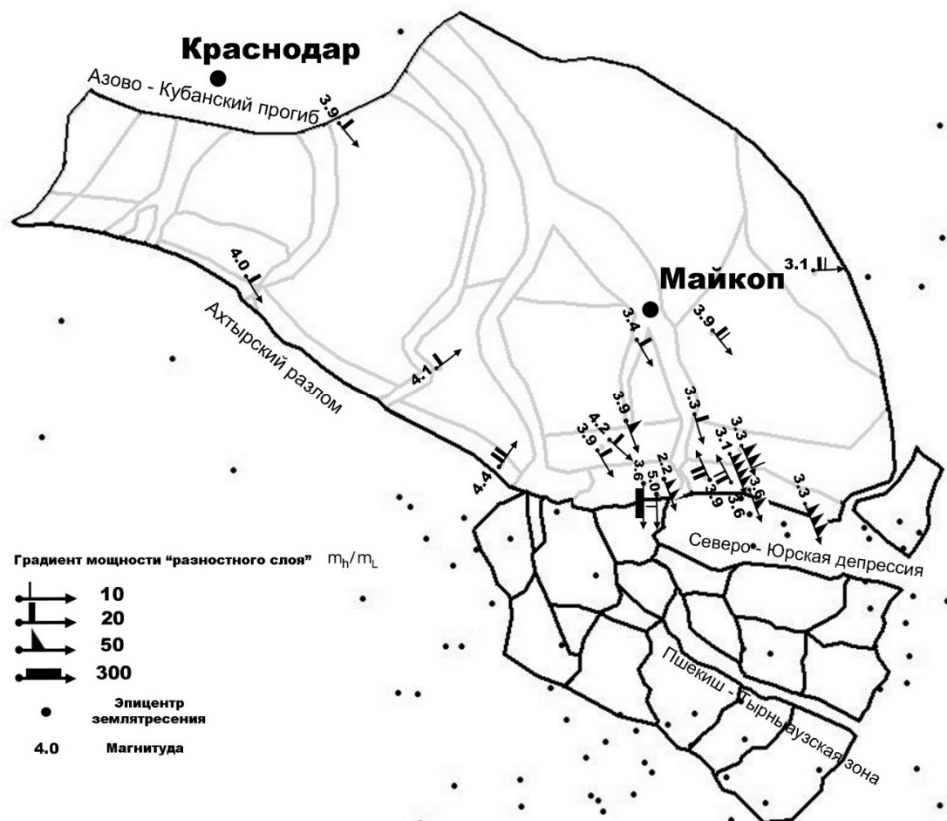 Краснодар
Азово - Кубанский прогиб
3.9
4.0
Ахтырский разлом
Майкоп
3.1
3.4
3.9
4.1
4.4
3.9
4.2
3.9
3.6
5.0
2.2
3.3
3.3
3.1
3.9
3.6
3.6
3.3
Северо - Юрская депрессия
Пшекиш - Тырныаузская зона
Градиент мощности “разностного слоя” mh/mL
10
20
50
300
Эпицентр
землятресения
4.0 Магнитуда